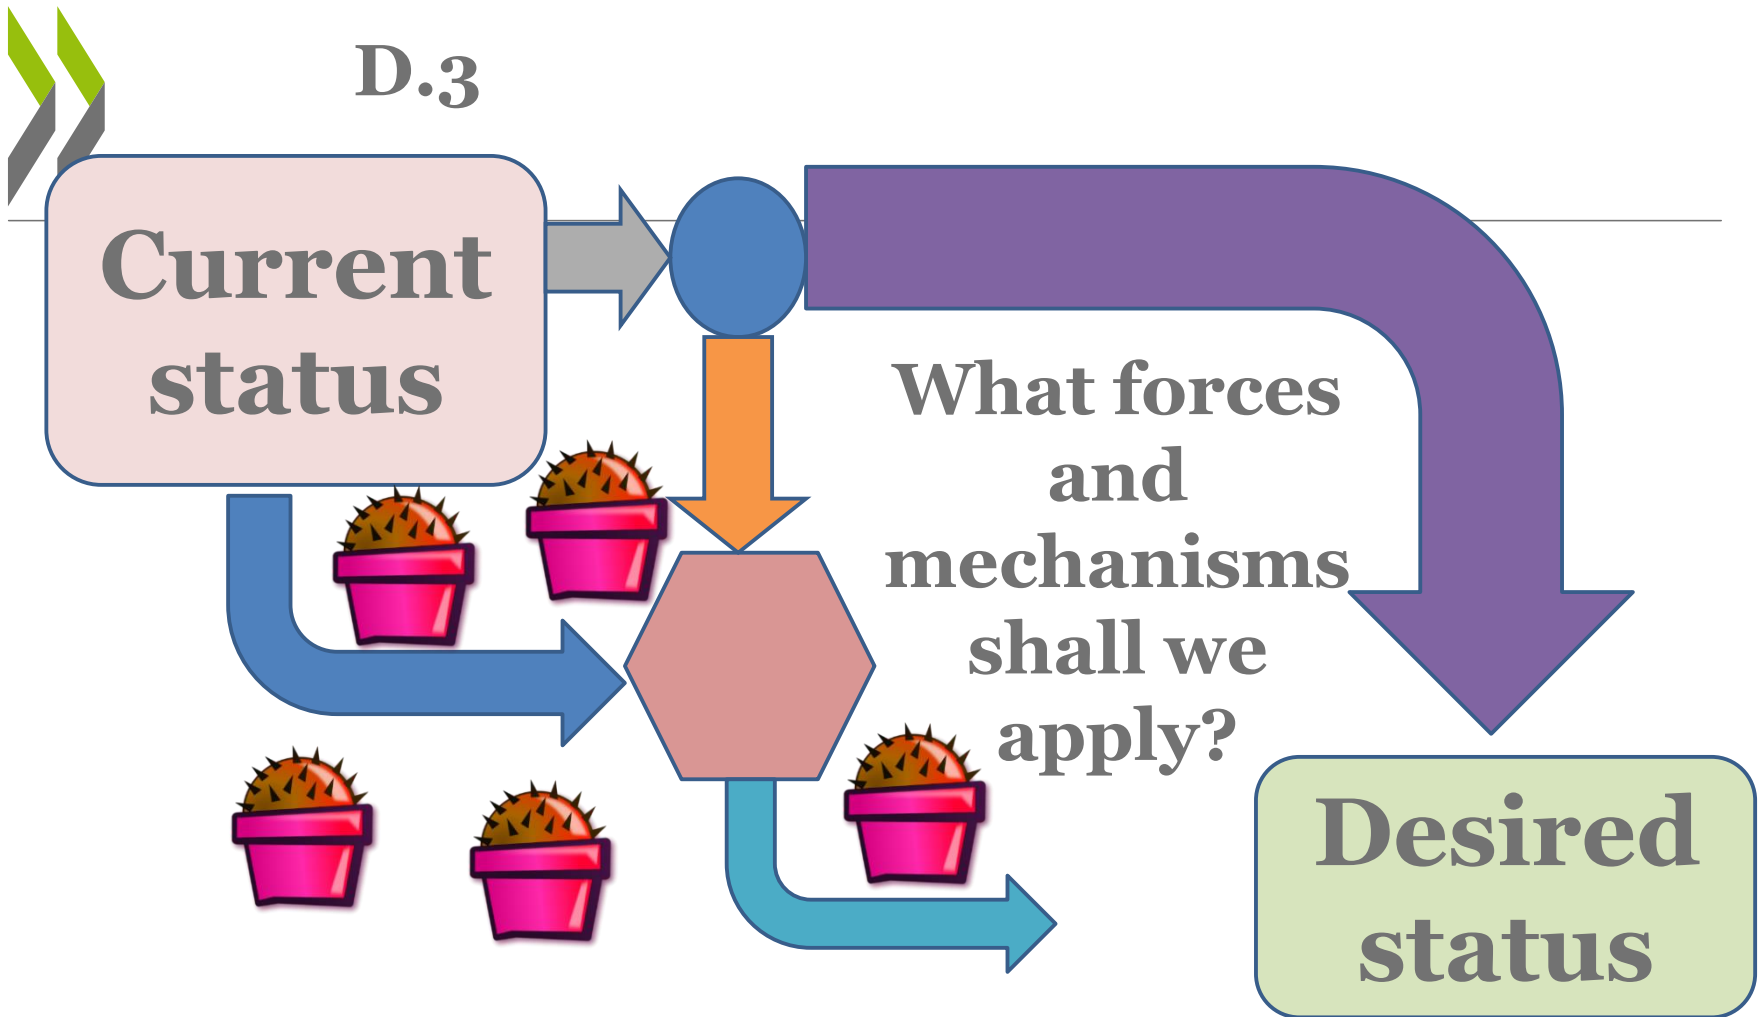 D.3
Current
status
What forces
and
mechanisms
shall we
apply?
Desired
status